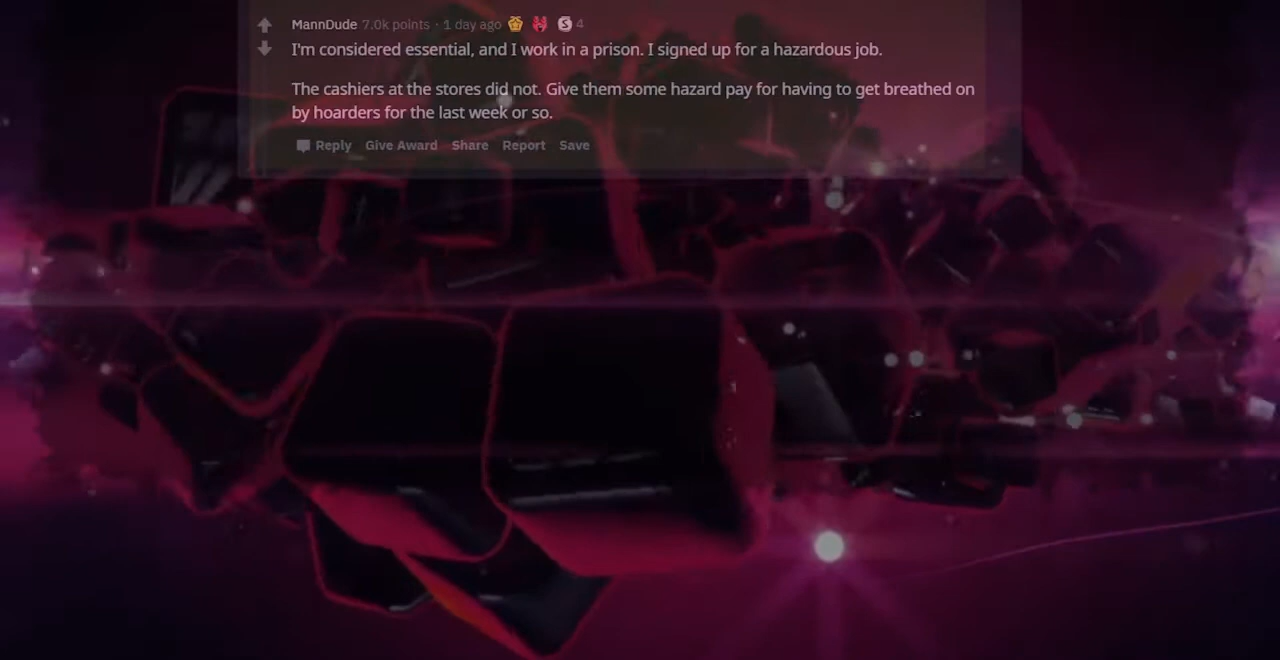 MannDude 7.0k points · 1 day ago 4
I'm considered essential, and I work in a prison. I signed up for a hazardous job.
The cashiers at the stores did not. Give them some hazard pay for having to get breathed on
by hoarders for the last week or so.
Reply Give Award Share Report Save